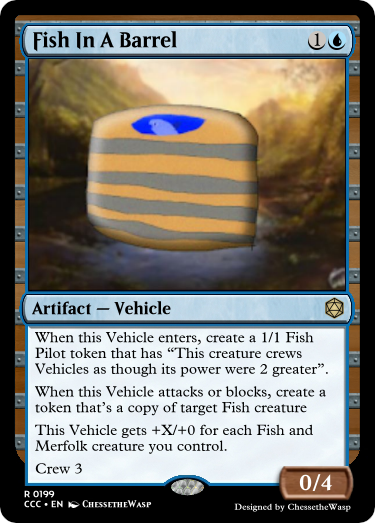 Fish In A Barrel 1
Artifact — Vehicle
When this Vehicle enters, create a 1/1 Fish
Pilot token that has “This creature crews
Vehicles as though its power were 2 greater”.
When this Vehicle attacks or blocks, create a
token that's a copy of target Fish creature
This Vehicle gets +X/+0 for each Fish and
Merfolk creature you control.
Crew 3
0/4
R 0199
CCC • EN ChessetheWasp
Designed by ChessetheWasp